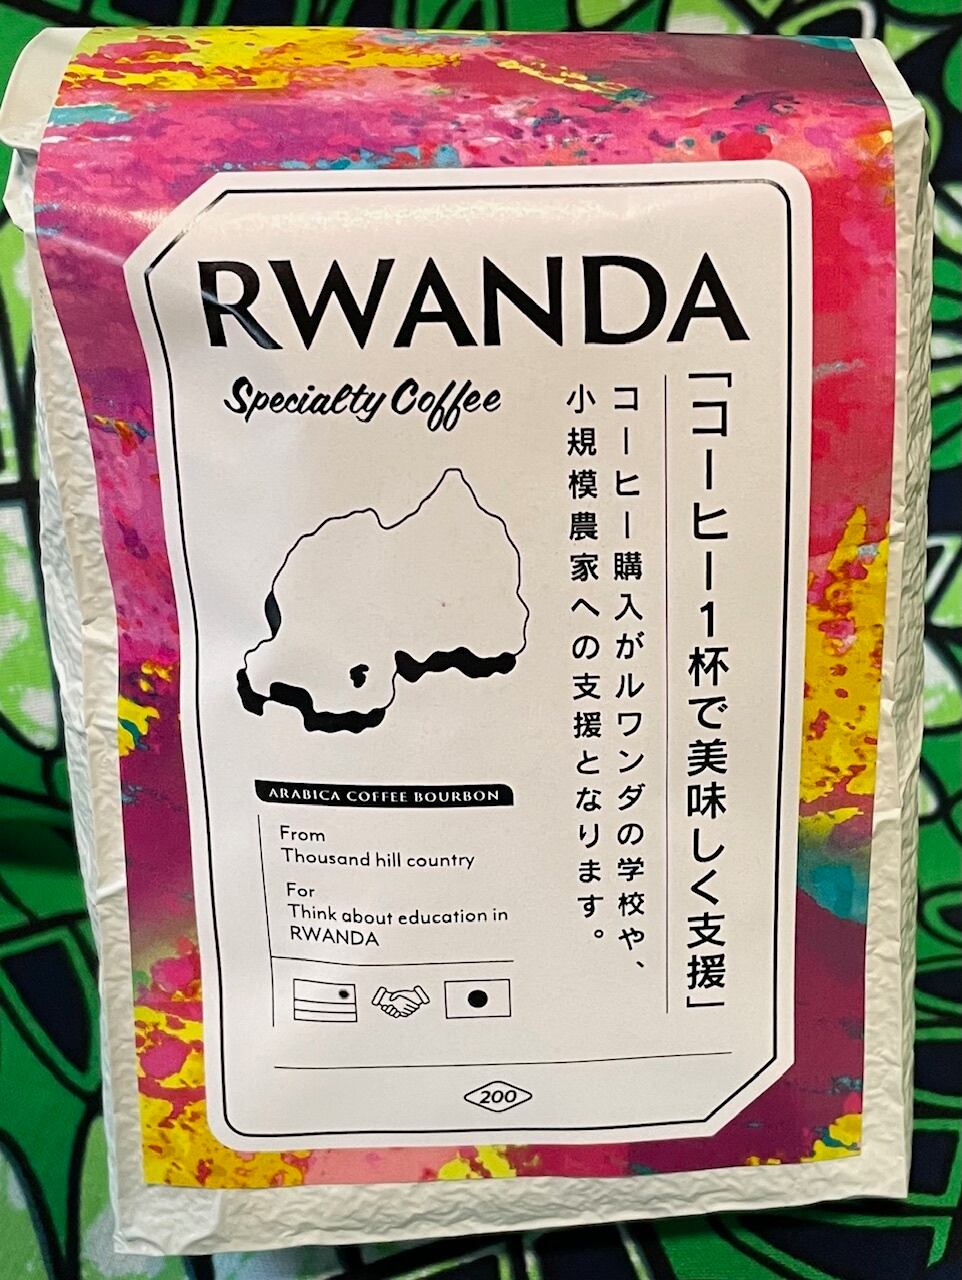 RWANDA
Specialty Coffee
「コーヒー1杯で美味しく支援」
コーヒー購入がルワンダの学校や、
小規模農家への支援となります。
ARABICA COFFEE BOURBON
From
Thousand hill country
For
Think about education in
RWANDA
200